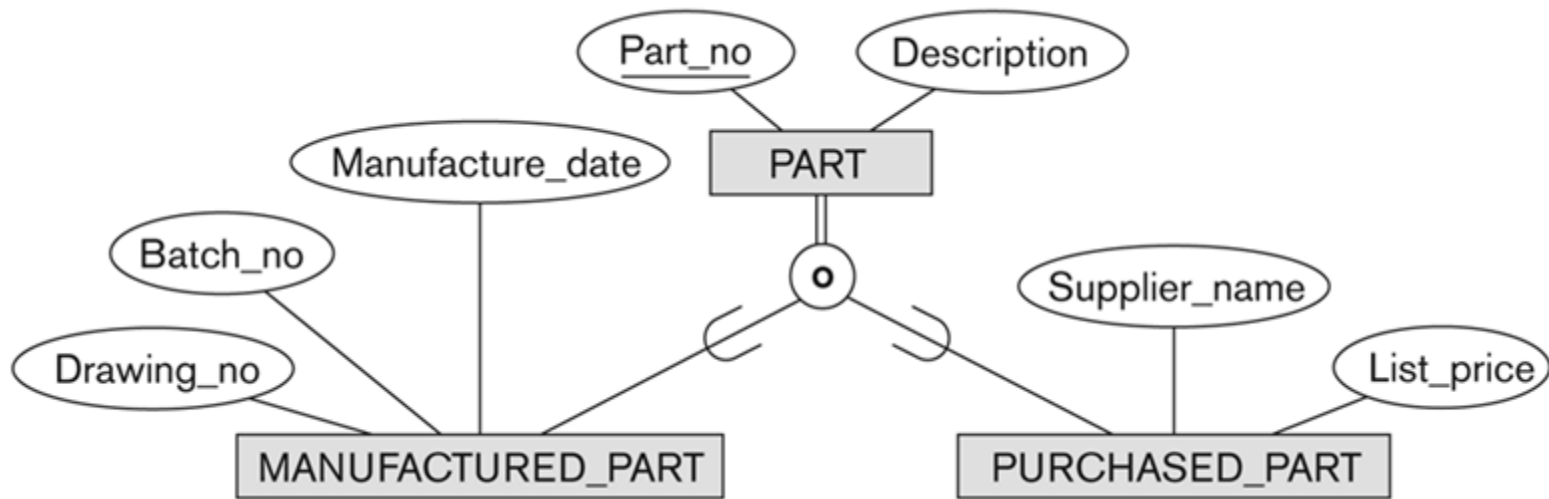 Part_no
Description
Manufacture_date
PART
Batch_no
o
Supplier_name
Drawing_no
List_price
MANUFACTURED_PART
PURCHASED_PART